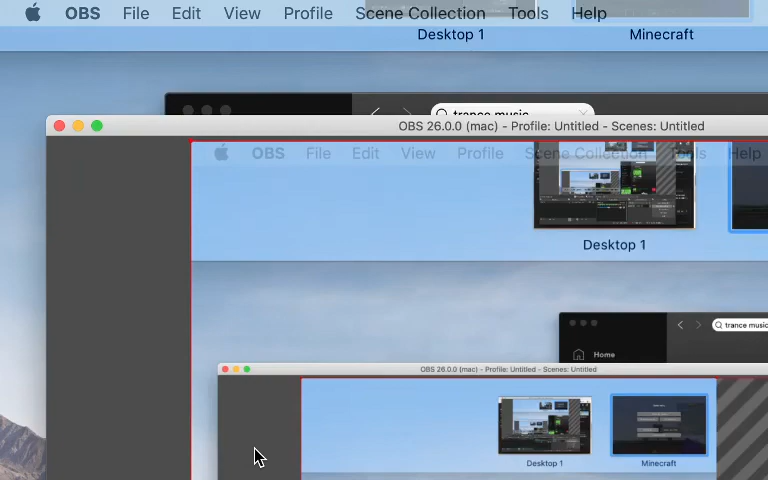 OBS File Edit View Profile Scene Collection Tools Help
Desktop 1 Minecraft
trance music
OBS 26.0.0 (mac) - Profile: Untitled - Scenes: Untitled
OBS File Edit View Profile Scene Collection Tools Help
Desktop 1
trance music
Home
OBS 26.0.0 (mac) - Profile: Untitled - Scenes: Untitled
Desktop 1 Minecraft